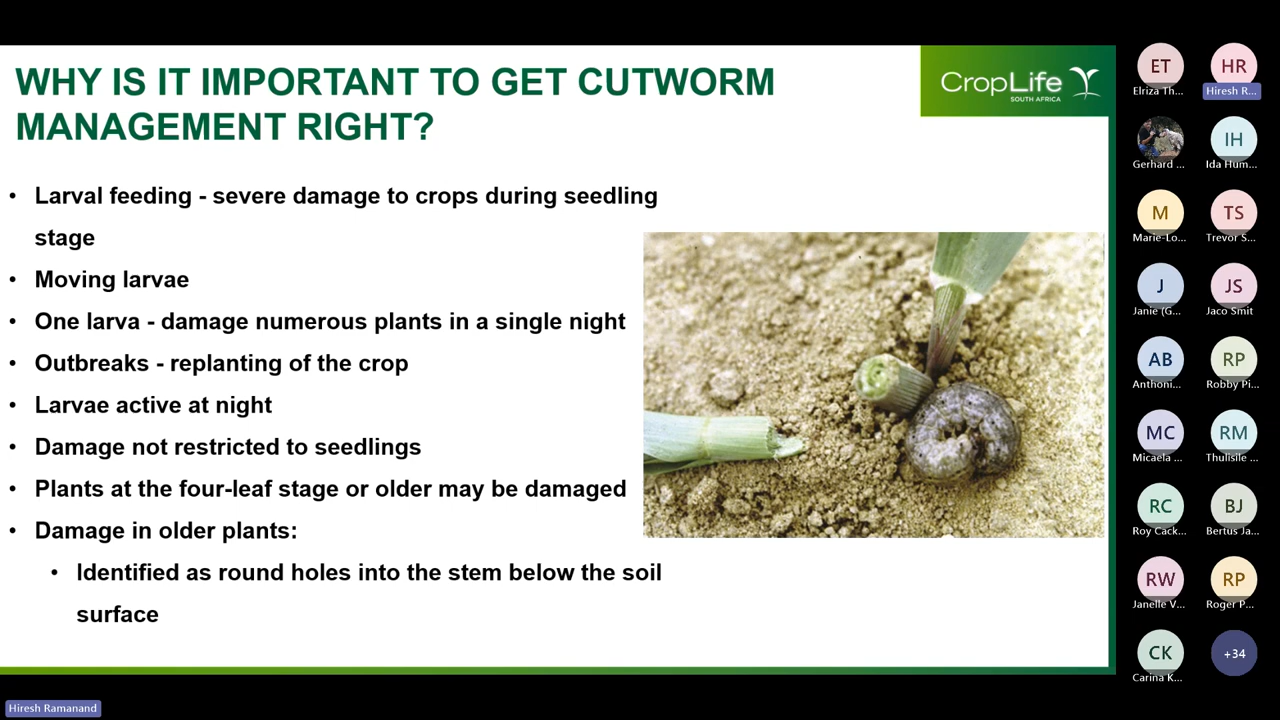 WHY IS IT IMPORTANT TO GET CUTWORM
MANAGEMENT RIGHT?
CropLife
SOUTH AFRICA
• Larval feeding - severe damage to crops during seedling
stage
• Moving larvae
• One larva - damage numerous plants in a single night
• Outbreaks - replanting of the crop
• Larvae active at night
• Damage not restricted to seedlings
• Plants at the four-leaf stage or older may be damaged
• Damage in older plants:
• Identified as round holes into the stem below the soil
surface
ET
Elriza Th...
HR
Hiresh R...
Gerhard ...
IH
Ida Hum...
M
Marie-Lo...
TS
Trevor S...
J
Janie (G...
JS
Jaco Smit
AB
Anthoni...
RP
Robby Pi...
MC
Micaela ...
RM
Thulisile ...
RC
Roy Cack...
BJ
Bertus Ja...
RW
Janelle V...
RP
Roger P...
CK
Carina K...
+34
Hiresh Ramanand